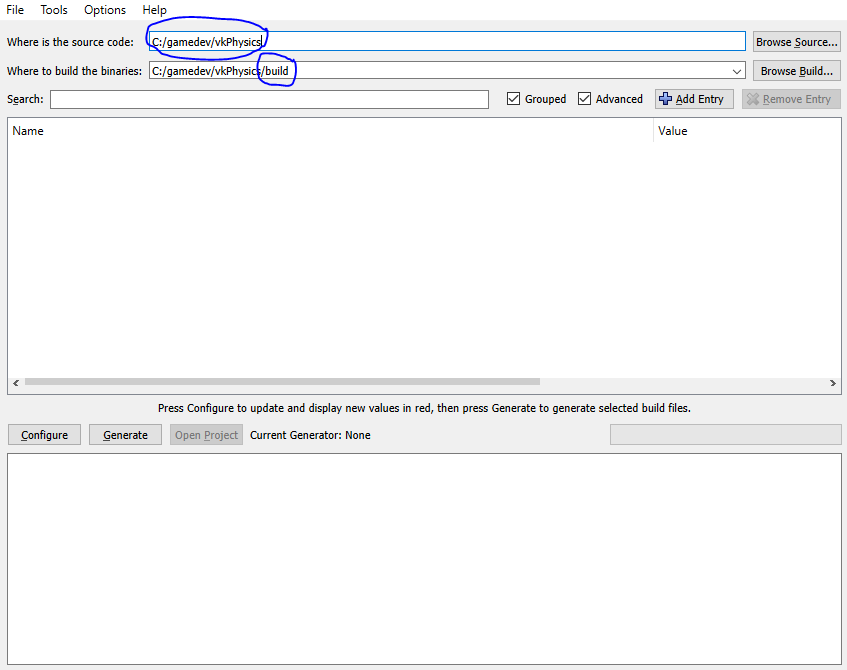 File Tools Options Help
Where is the source code: C:/gamedev/vkPhysics Browse Source...
Where to build the binaries: C:/gamedev/vkPhysics/build Browse Build...
Search: Grouped Advanced Add Entry Remove Entry
Name Value
Press Configure to update and display new values in red, then press Generate to generate selected build files.
Configure Generate Open Project Current Generator: None